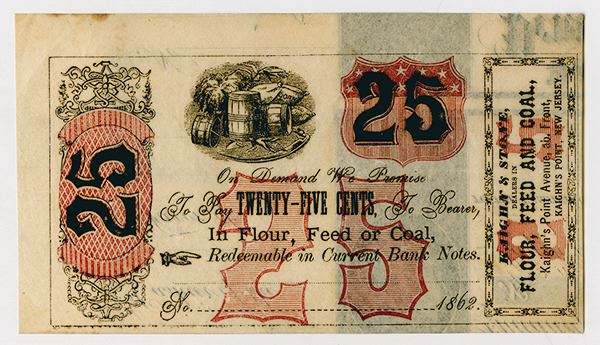 25
25
On Demand We Promise
To Pay TWENTY-FIVE CENTS, To Bearer,
In Flour, Feed or Coal,
Redeemable in Current Bank Notes.
No. 1862.
25
KAIGHN & STONE,
DEALERS IN
FLOUR, FEED AND COAL,
Kaighn's Point Avenue, ab. Front,
KAIGHN'S POINT, NEW JERSEY.